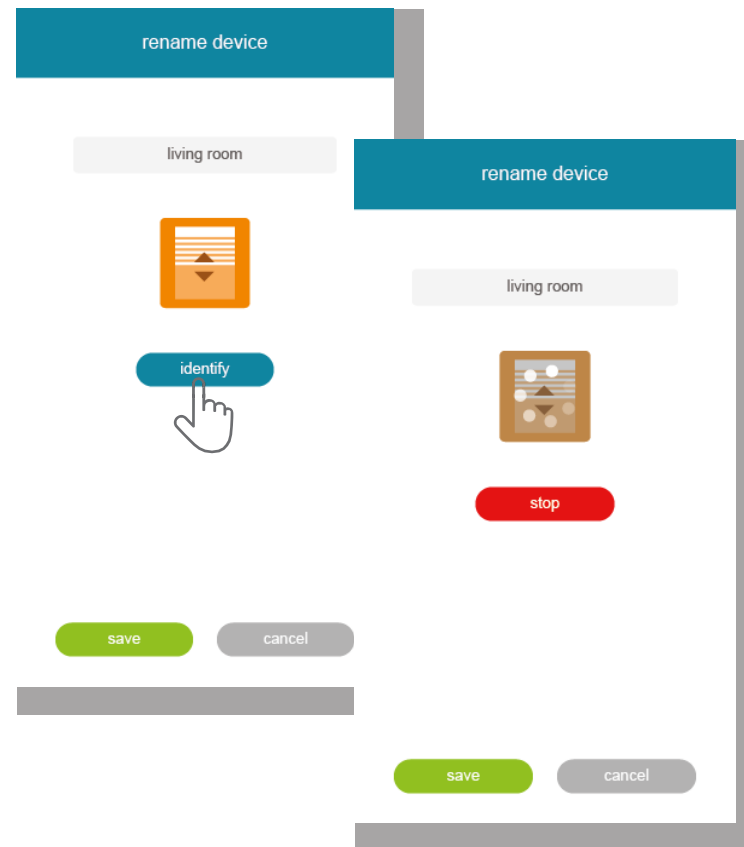 rename device
living room
identify
save
cancel
rename device
living room
stop
save
cancel